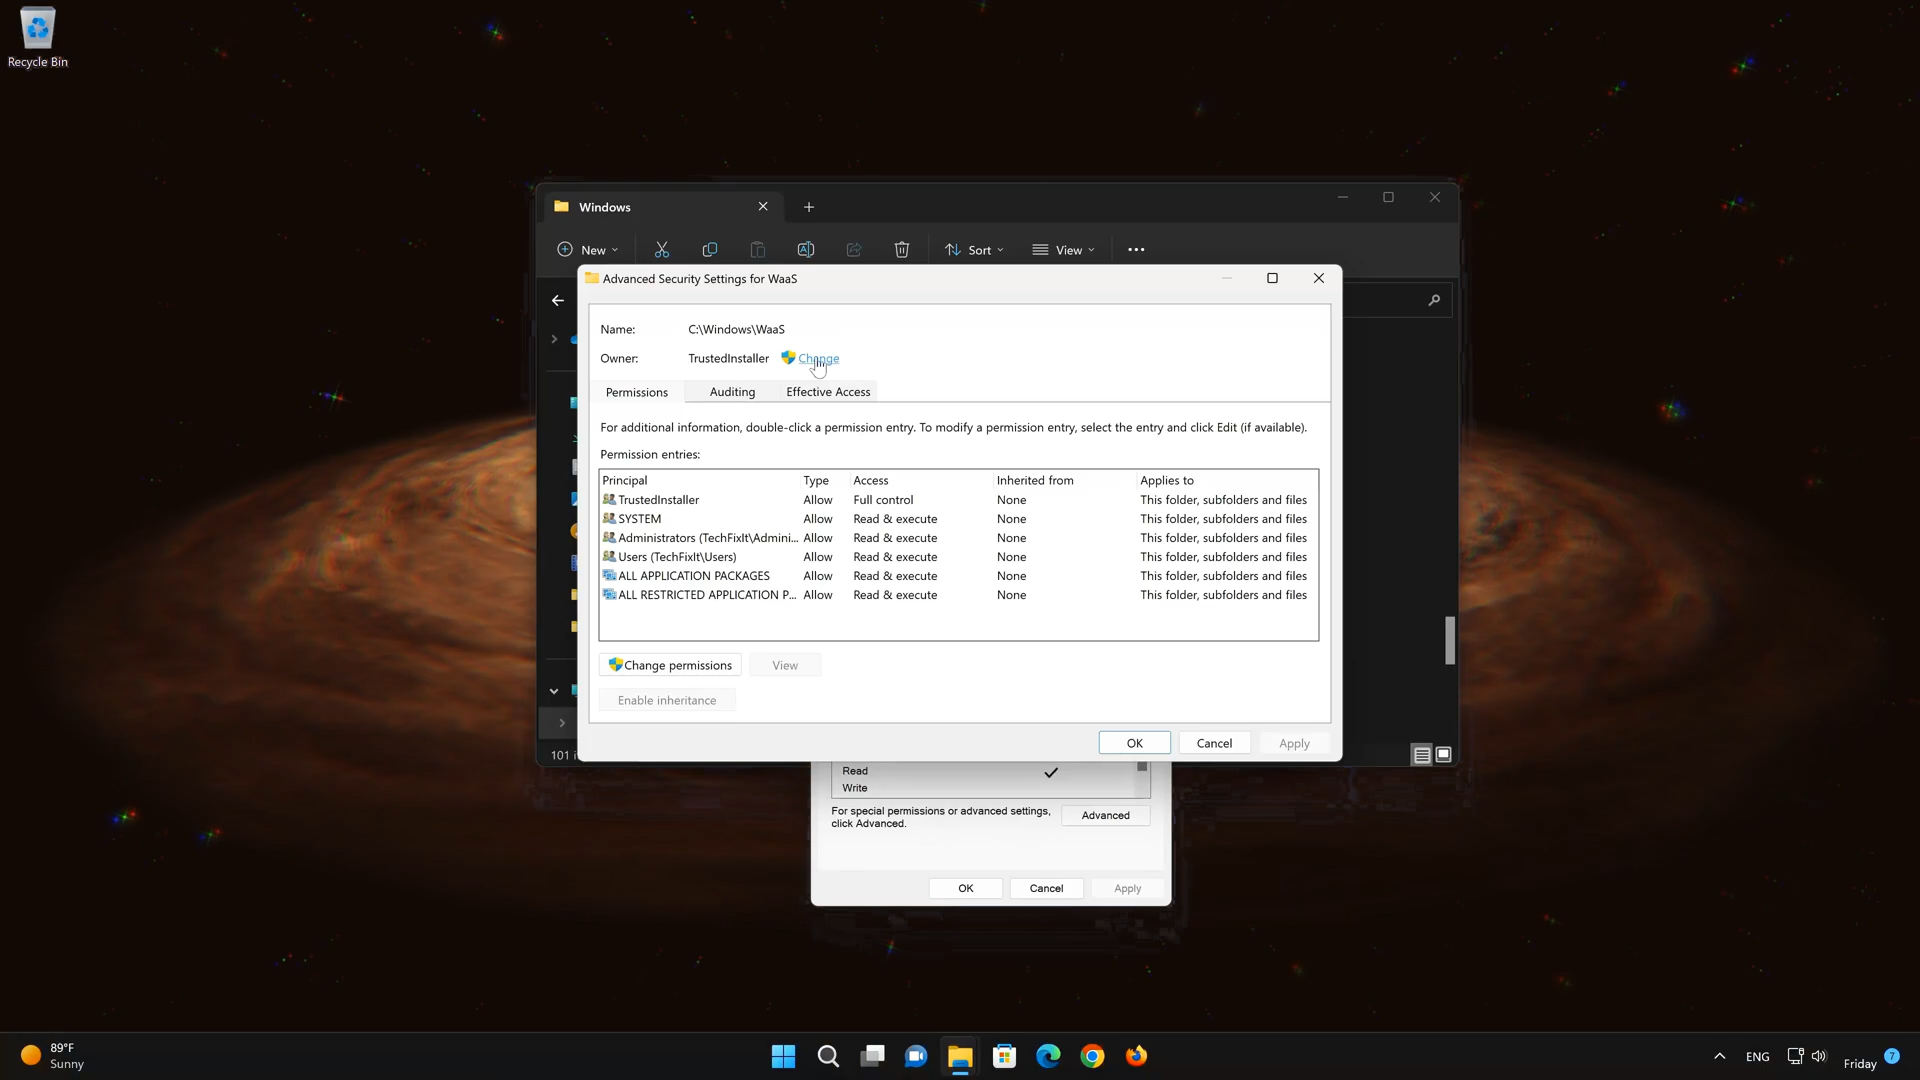 Recycle Bin
Windows
New
Sort
View
Advanced Security Settings for WaaS
Name: C:\Windows\WaaS
Owner: TrustedInstaller Change
Permissions Auditing Effective Access
For additional information, double-click a permission entry. To modify a permission entry, select the entry and click Edit (if available).
Permission entries:
Principal Type Access Inherited from Applies to
TrustedInstaller Allow Full control None This folder, subfolders and files
SYSTEM Allow Read & execute None This folder, subfolders and files
Administrators (TechFixIt\Admini... Allow Read & execute None This folder, subfolders and files
Users (TechFixIt\Users) Allow Read & execute None This folder, subfolders and files
ALL APPLICATION PACKAGES Allow Read & execute None This folder, subfolders and files
ALL RESTRICTED APPLICATION P... Allow Read & execute None This folder, subfolders and files
Change permissions View
Enable inheritance
OK Cancel Apply
101 i
Read
Write
For special permissions or advanced settings,
click Advanced.
Advanced
OK Cancel Apply
89°F
Sunny
ENG
Friday 7